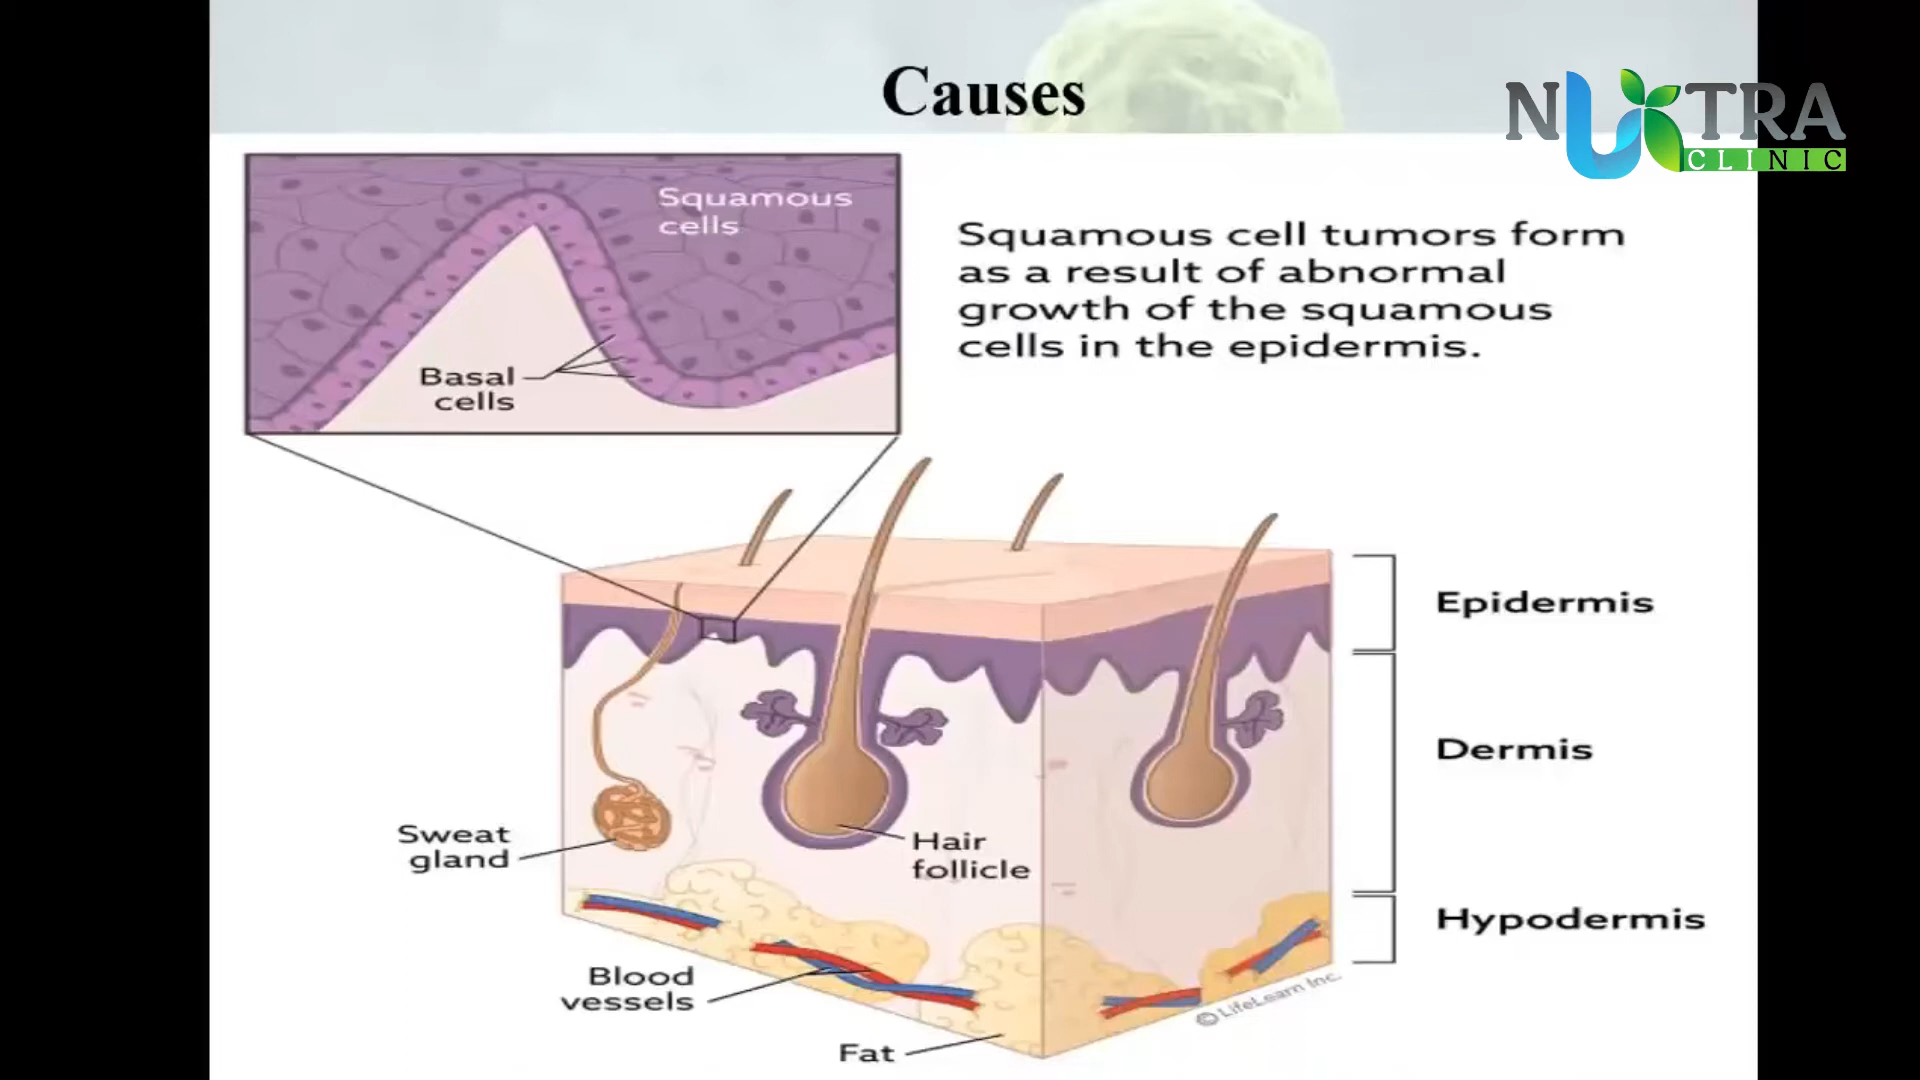 Causes
NUTRA
CLINIC
Squamous
cells
Squamous cell tumors form
as a result of abnormal
growth of the squamous
cells in the epidermis.
Basal
cells
Epidermis
Dermis
Sweat
gland
Hair
follicle
Hypodermis
Blood
vessels
Fat
© LifeLearn Inc.